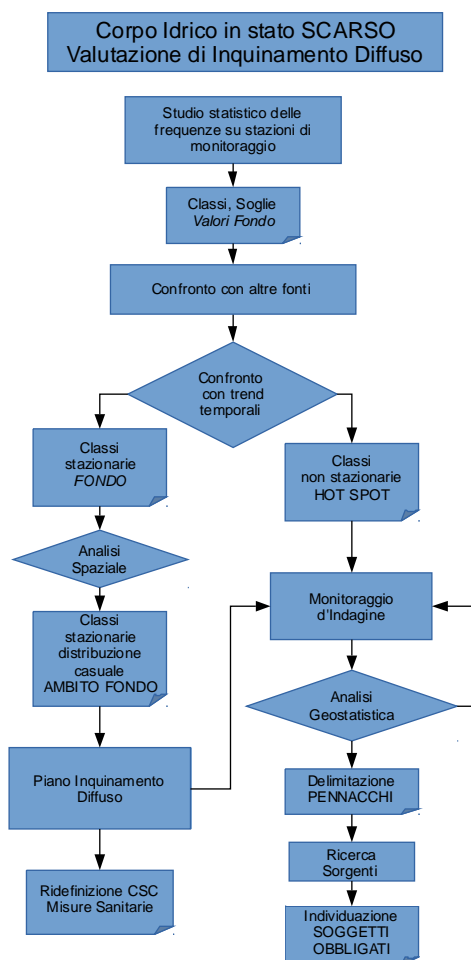 Corpo Idrico in stato SCARSO
Valutazione di Inquinamento Diffuso
Studio statistico delle
frequenze su stazioni di
monitoraggio
Classi, Soglie
Valori Fondo
Confronto con altre fonti
Confronto
con trend
temporali
Classi
stazionarie
FONDO
Classi
non stazionarie
HOT SPOT
Analisi
Spaziale
Monitoraggio
d'Indagine
Classi
stazionarie
distribuzione
casuale
AMBITO FONDO
Analisi
Geostatistica
Piano Inquinamento
Diffuso
Delimitazione
PENNACCHI
Ricerca
Sorgenti
Ridefinizione CSC
Misure Sanitarie
Individuazione
SOGGETTI
OBBLIGATI